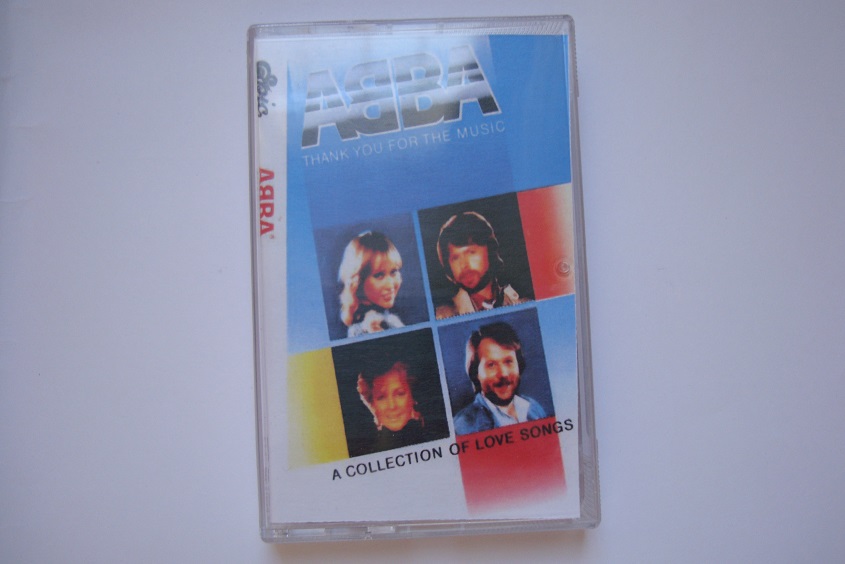 ABBA
THANK YOU FOR THE MUSIC
A COLLECTION OF LOVE SONGS
ABBA